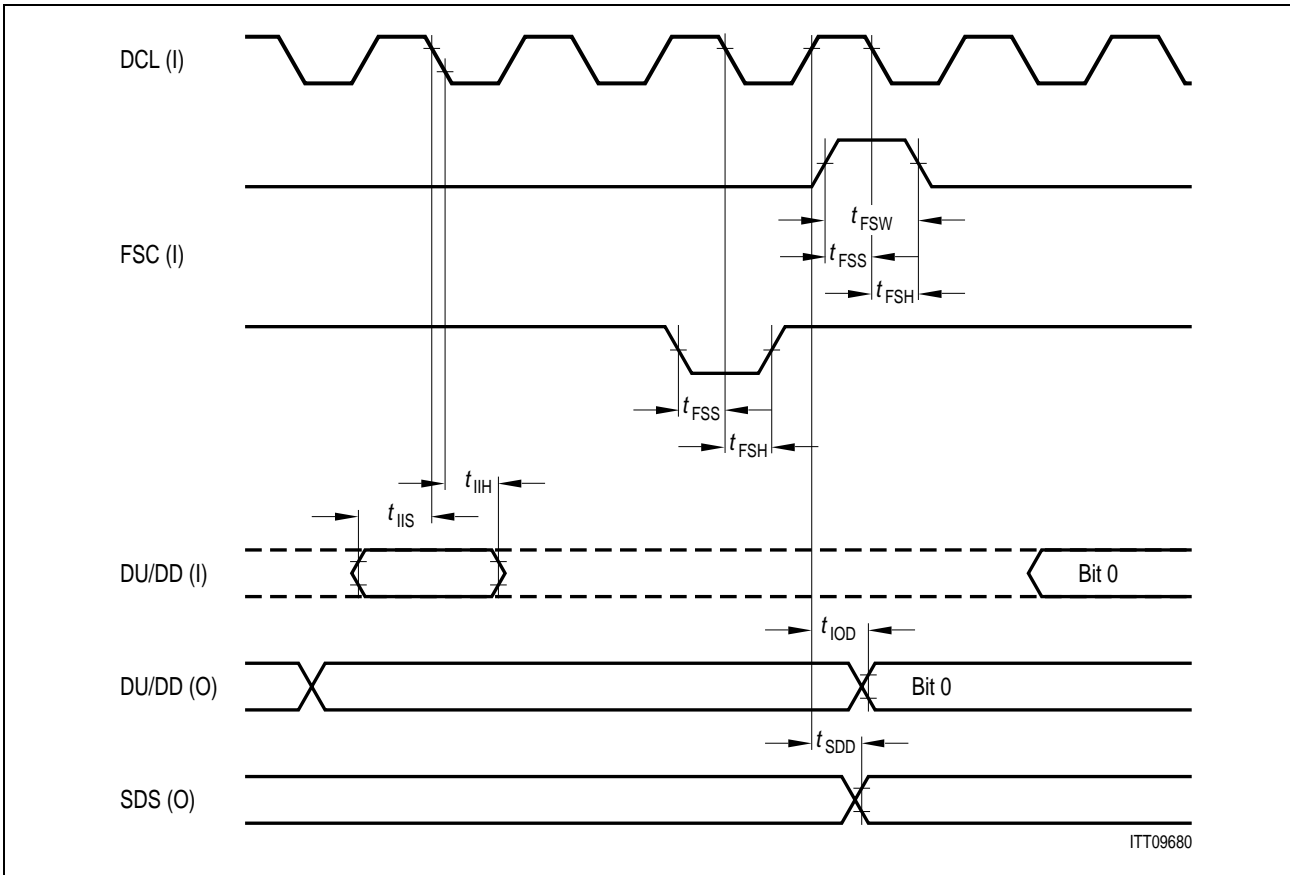 DCL (I)
t FSW
FSC (I)
t FSS
t FSH
t FSS
t FSH
t IIH
t IIS
DU/DD (I)
Bit 0
t IOD
DU/DD (O)
Bit 0
t SDD
SDS (O)
ITT09680